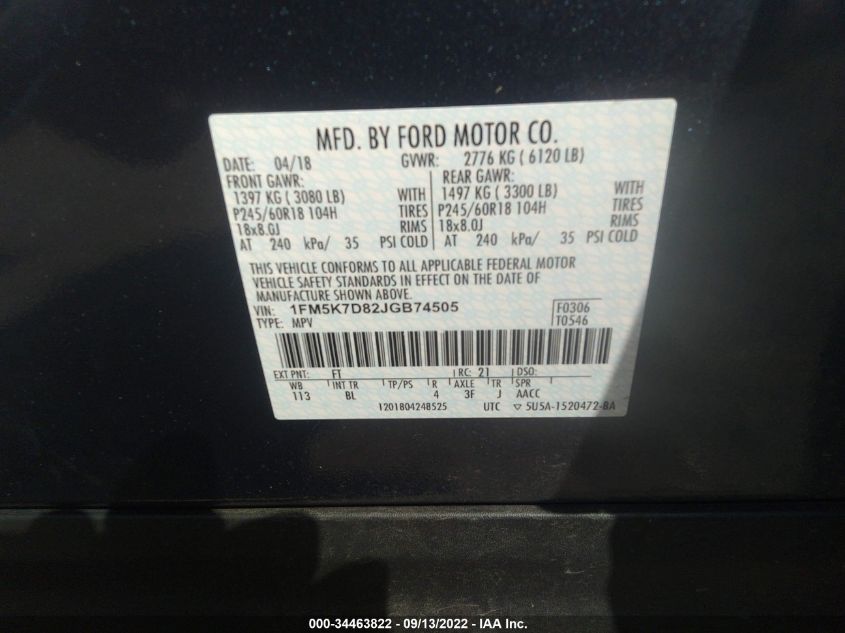 MFD. BY FORD MOTOR CO.
DATE: 04/18 GVWR: 2776 KG ( 6120 LB)
FRONT GAWR: REAR GAWR:
1397 KG ( 3080 LB) WITH 1497 KG ( 3300 LB) WITH
P245/60R18 104H TIRES P245/60R18 104H TIRES
18x8.0J RIMS 18x8.0J RIMS
AT 240 kPa/ 35 PSI COLD AT 240 kPa/ 35 PSI COLD
THIS VEHICLE CONFORMS TO ALL APPLICABLE FEDERAL MOTOR
VEHICLE SAFETY STANDARDS IN EFFECT ON THE DATE OF
MANUFACTURE SHOWN ABOVE.
VIN: 1FM5K7D82JGB74505 F0306
TYPE: MPV T0546
EXT PNT: FT RC: 21 DSO:
WB INT TR TP/PS R AXLE TR SPR
113 BL 4 3F J AACC
1201804248525 UTC ▽ 5U5A-1520472-BA
000-34463822 - 09/13/2022 - IAA Inc.